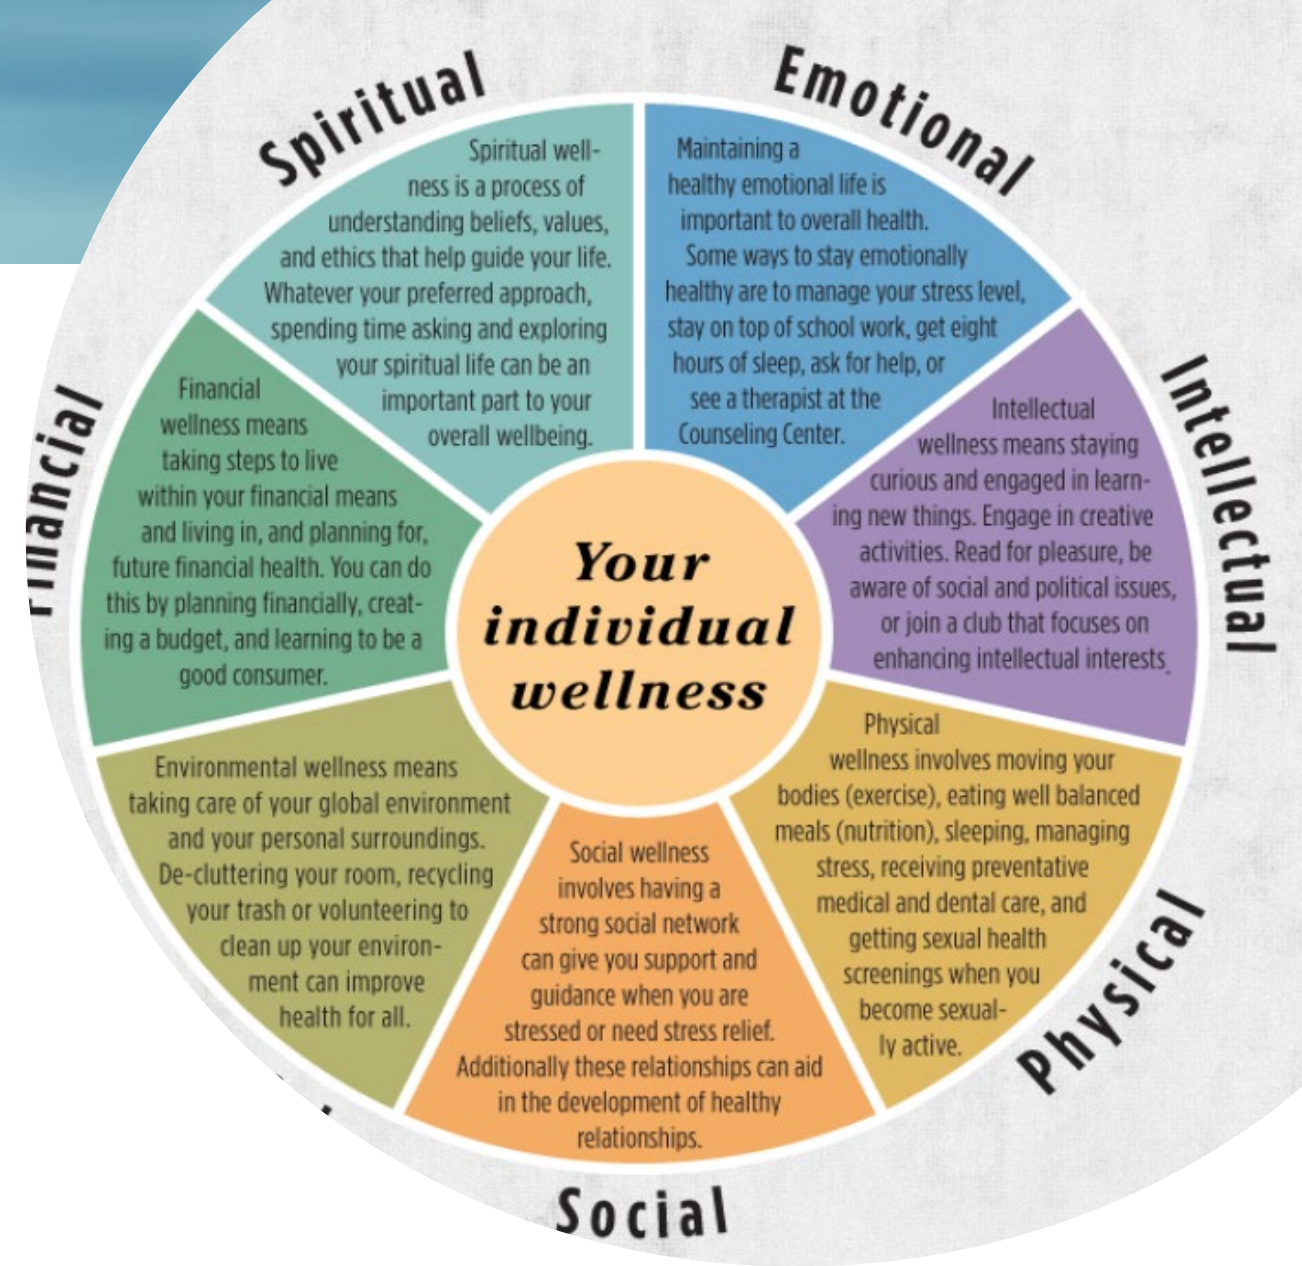 Spiritual
Spiritual well-
ness is a process of
understanding beliefs, values,
and ethics that help guide your life.
Whatever your preferred approach,
spending time asking and exploring
your spiritual life can be an
important part to your
overall wellbeing.
Emotional
Maintaining a
healthy emotional life is
important to overall health.
Some ways to stay emotionally
healthy are to manage your stress level,
stay on top of school work, get eight
hours of sleep, ask for help, or
see a therapist at the
Counseling Center.
Intellectual
Intellectual
wellness means staying
curious and engaged in learn-
ing new things. Engage in creative
activities. Read for pleasure, be
aware of social and political issues,
or join a club that focuses on
enhancing intellectual interests.
Physical
Physical
wellness involves moving your
bodies (exercise), eating well balanced
meals (nutrition), sleeping, managing
stress, receiving preventative
medical and dental care, and
getting sexual health
screenings when you
become sexual-
ly active.
Social
Social wellness
involves having a
strong social network
can give you support and
guidance when you are
stressed or need stress relief.
Additionally these relationships can aid
in the development of healthy
relationships.
Environmental wellness means
taking care of your global environment
and your personal surroundings.
De-cluttering your room, recycling
your trash or volunteering to
clean up your environ-
ment can improve
health for all.
Financial
Financial
wellness means
taking steps to live
within your financial means
and living in, and planning for,
future financial health. You can do
this by planning financially, creat-
ing a budget, and learning to be a
good consumer.
Your
individual
wellness